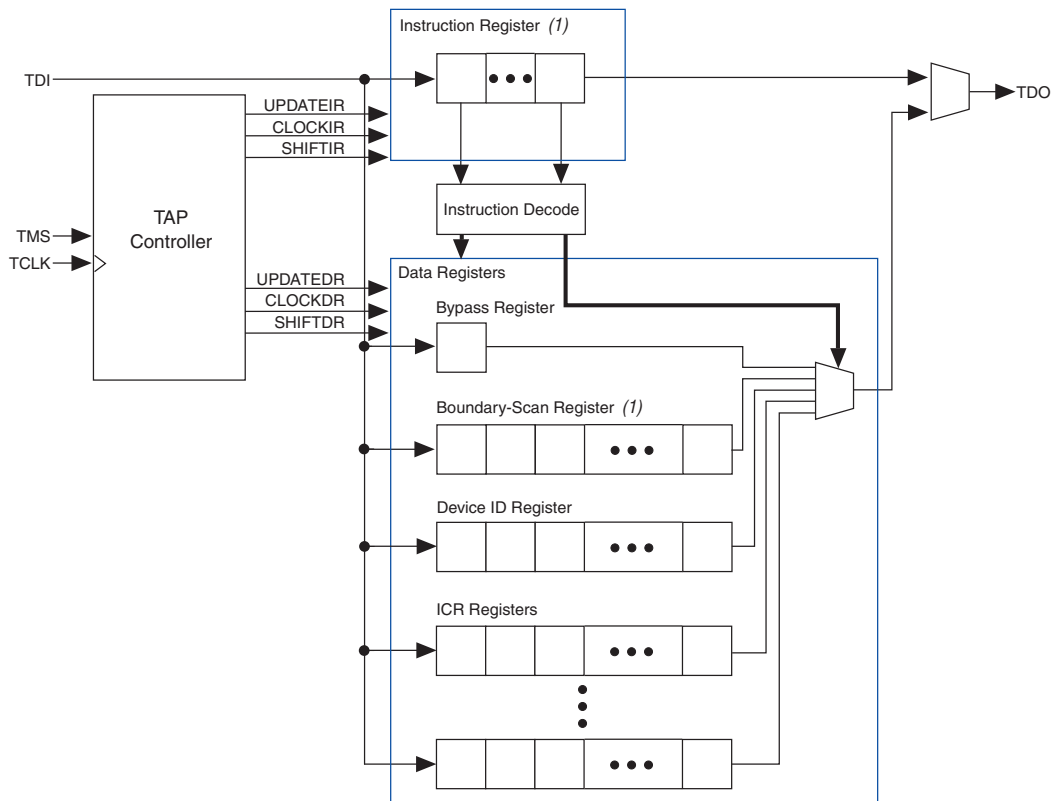 Instruction Register (1)
TDI
TDO
UPDATEIR
CLOCKIR
SHIFTIR
TAP
Controller
Instruction Decode
TMS
TCLK
Data Registers
UPDATEDR
CLOCKDR
SHIFTDR
Bypass Register
Boundary-Scan Register (1)
Device ID Register
ICR Registers